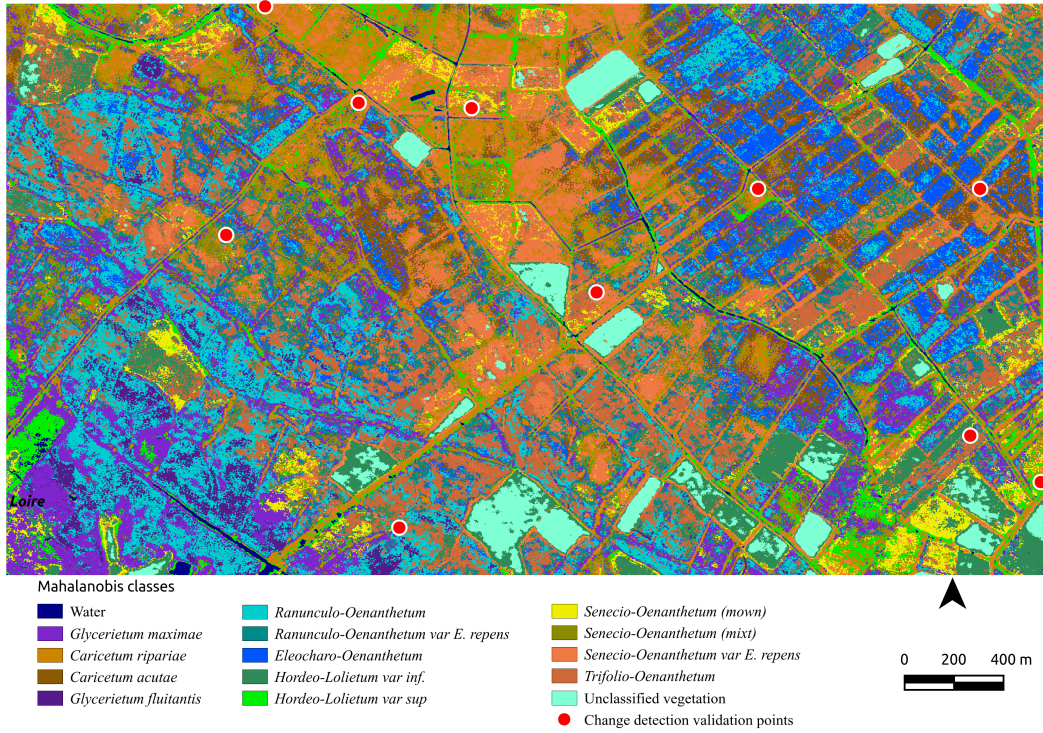 Loire
Mahalanobis classes
Water
Glycerietum maximae
Caricetum ripariae
Caricetum acutae
Glycerietum fluitantis
Ranunculo-Oenanthetum
Ranunculo-Oenanthetum var E. repens
Eleocharo-Oenanthetum
Hordeo-Lolietum var inf.
Hordeo-Lolietum var sup
Senecio-Oenanthetum (mown)
Senecio-Oenanthetum (mixt)
Senecio-Oenanthetum var E. repens
Trifolio-Oenanthetum
Unclassified vegetation
Change detection validation points
0 200 400 m